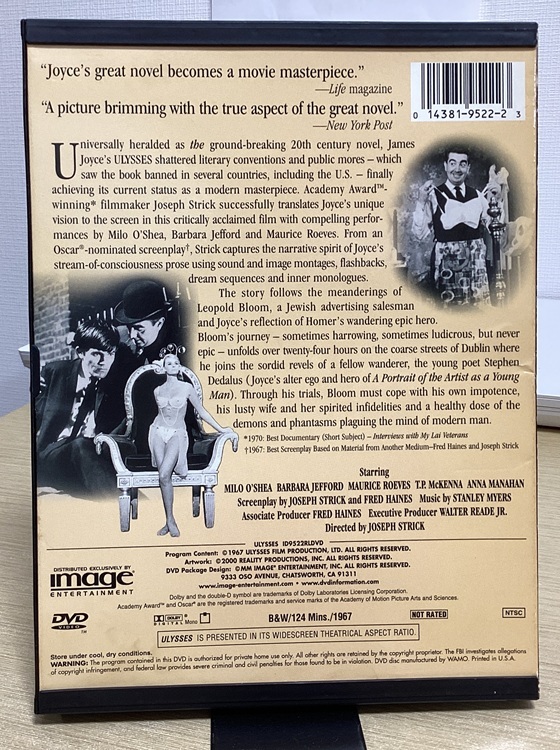 “Joyce's great novel becomes a movie masterpiece.”
—Life magazine
“A picture brimming with the true aspect of the great novel.”
—New York Post
0 14381-9522-2 3
Universally heralded as the ground-breaking 20th century novel, James
Joyce's ULYSSES shattered literary conventions and public mores – which
saw the book banned in several countries, including the U.S. – finally
achieving its current status as a modern masterpiece. Academy Award™-
winning* filmmaker Joseph Strick successfully translates Joyce's unique
vision to the screen in this critically acclaimed film with compelling perfor-
mances by Milo O'Shea, Barbara Jefford and Maurice Roeves. From an
Oscar®-nominated screenplay†, Strick captures the narrative spirit of Joyce's
stream-of-consciousness prose using sound and image montages, flashbacks,
dream sequences and inner monologues.
The story follows the meanderings of
Leopold Bloom, a Jewish advertising salesman
and Joyce's reflection of Homer's wandering epic hero.
Bloom's journey – sometimes harrowing, sometimes ludicrous, but never
epic – unfolds over twenty-four hours on the coarse streets of Dublin where
he joins the sordid revels of a fellow wanderer, the young poet Stephen
Dedalus (Joyce's alter ego and hero of A Portrait of the Artist as a Young
Man). Through his trials, Bloom must cope with his own impotence,
his lusty wife and her spirited infidelities and a healthy dose of the
demons and phantasms plaguing the mind of modern man.
*1970: Best Documentary (Short Subject) – Interviews with My Lai Veterans
†1967: Best Screenplay Based on Material from Another Medium–Fred Haines and Joseph Strick
Starring
MILO O'SHEA BARBARA JEFFORD MAURICE ROEVES T.P. McKENNA ANNA MANAHAN
Screenplay by JOSEPH STRICK and FRED HAINES Music by STANLEY MYERS
Associate Producer FRED HAINES Executive Producer WALTER READE JR.
Directed by JOSEPH STRICK
ULYSSES ID9522RLDVD
Program Content: ©1967 ULYSSES FILM PRODUCTION, LTD. ALL RIGHTS RESERVED.
Artwork: ©2000 REALITY PRODUCTIONS, INC. ALL RIGHTS RESERVED.
DVD Package Design: ©MM IMAGE ENTERTAINMENT, INC. ALL RIGHTS RESERVED.
9333 OSO AVENUE, CHATSWORTH, CA 91311
www.image-entertainment.com • www.dvdinformation.com
DISTRIBUTED EXCLUSIVELY BY
image
ENTERTAINMENT
Dolby and the double-D symbol are trademarks of Dolby Laboratories Licensing Corporation.
Academy Award™ and Oscar® are the registered trademarks and service marks of the Academy of Motion Picture Arts and Sciences.
DVD
VIDEO
TM
DOLBY
DIGITAL Mono
B&W/124 Mins./1967
NOT RATED
NTSC
ULYSSES IS PRESENTED IN ITS WIDESCREEN THEATRICAL ASPECT RATIO.
Store under cool, dry conditions.
WARNING: The program contained in this DVD is authorized for private home use only. All other rights are retained by the copyright proprietor. The FBI investigates allegations
of copyright infringement, and federal law provides severe criminal and civil penalties for those found to be in violation. DVD disc manufactured by WAMO. Printed in U.S.A.